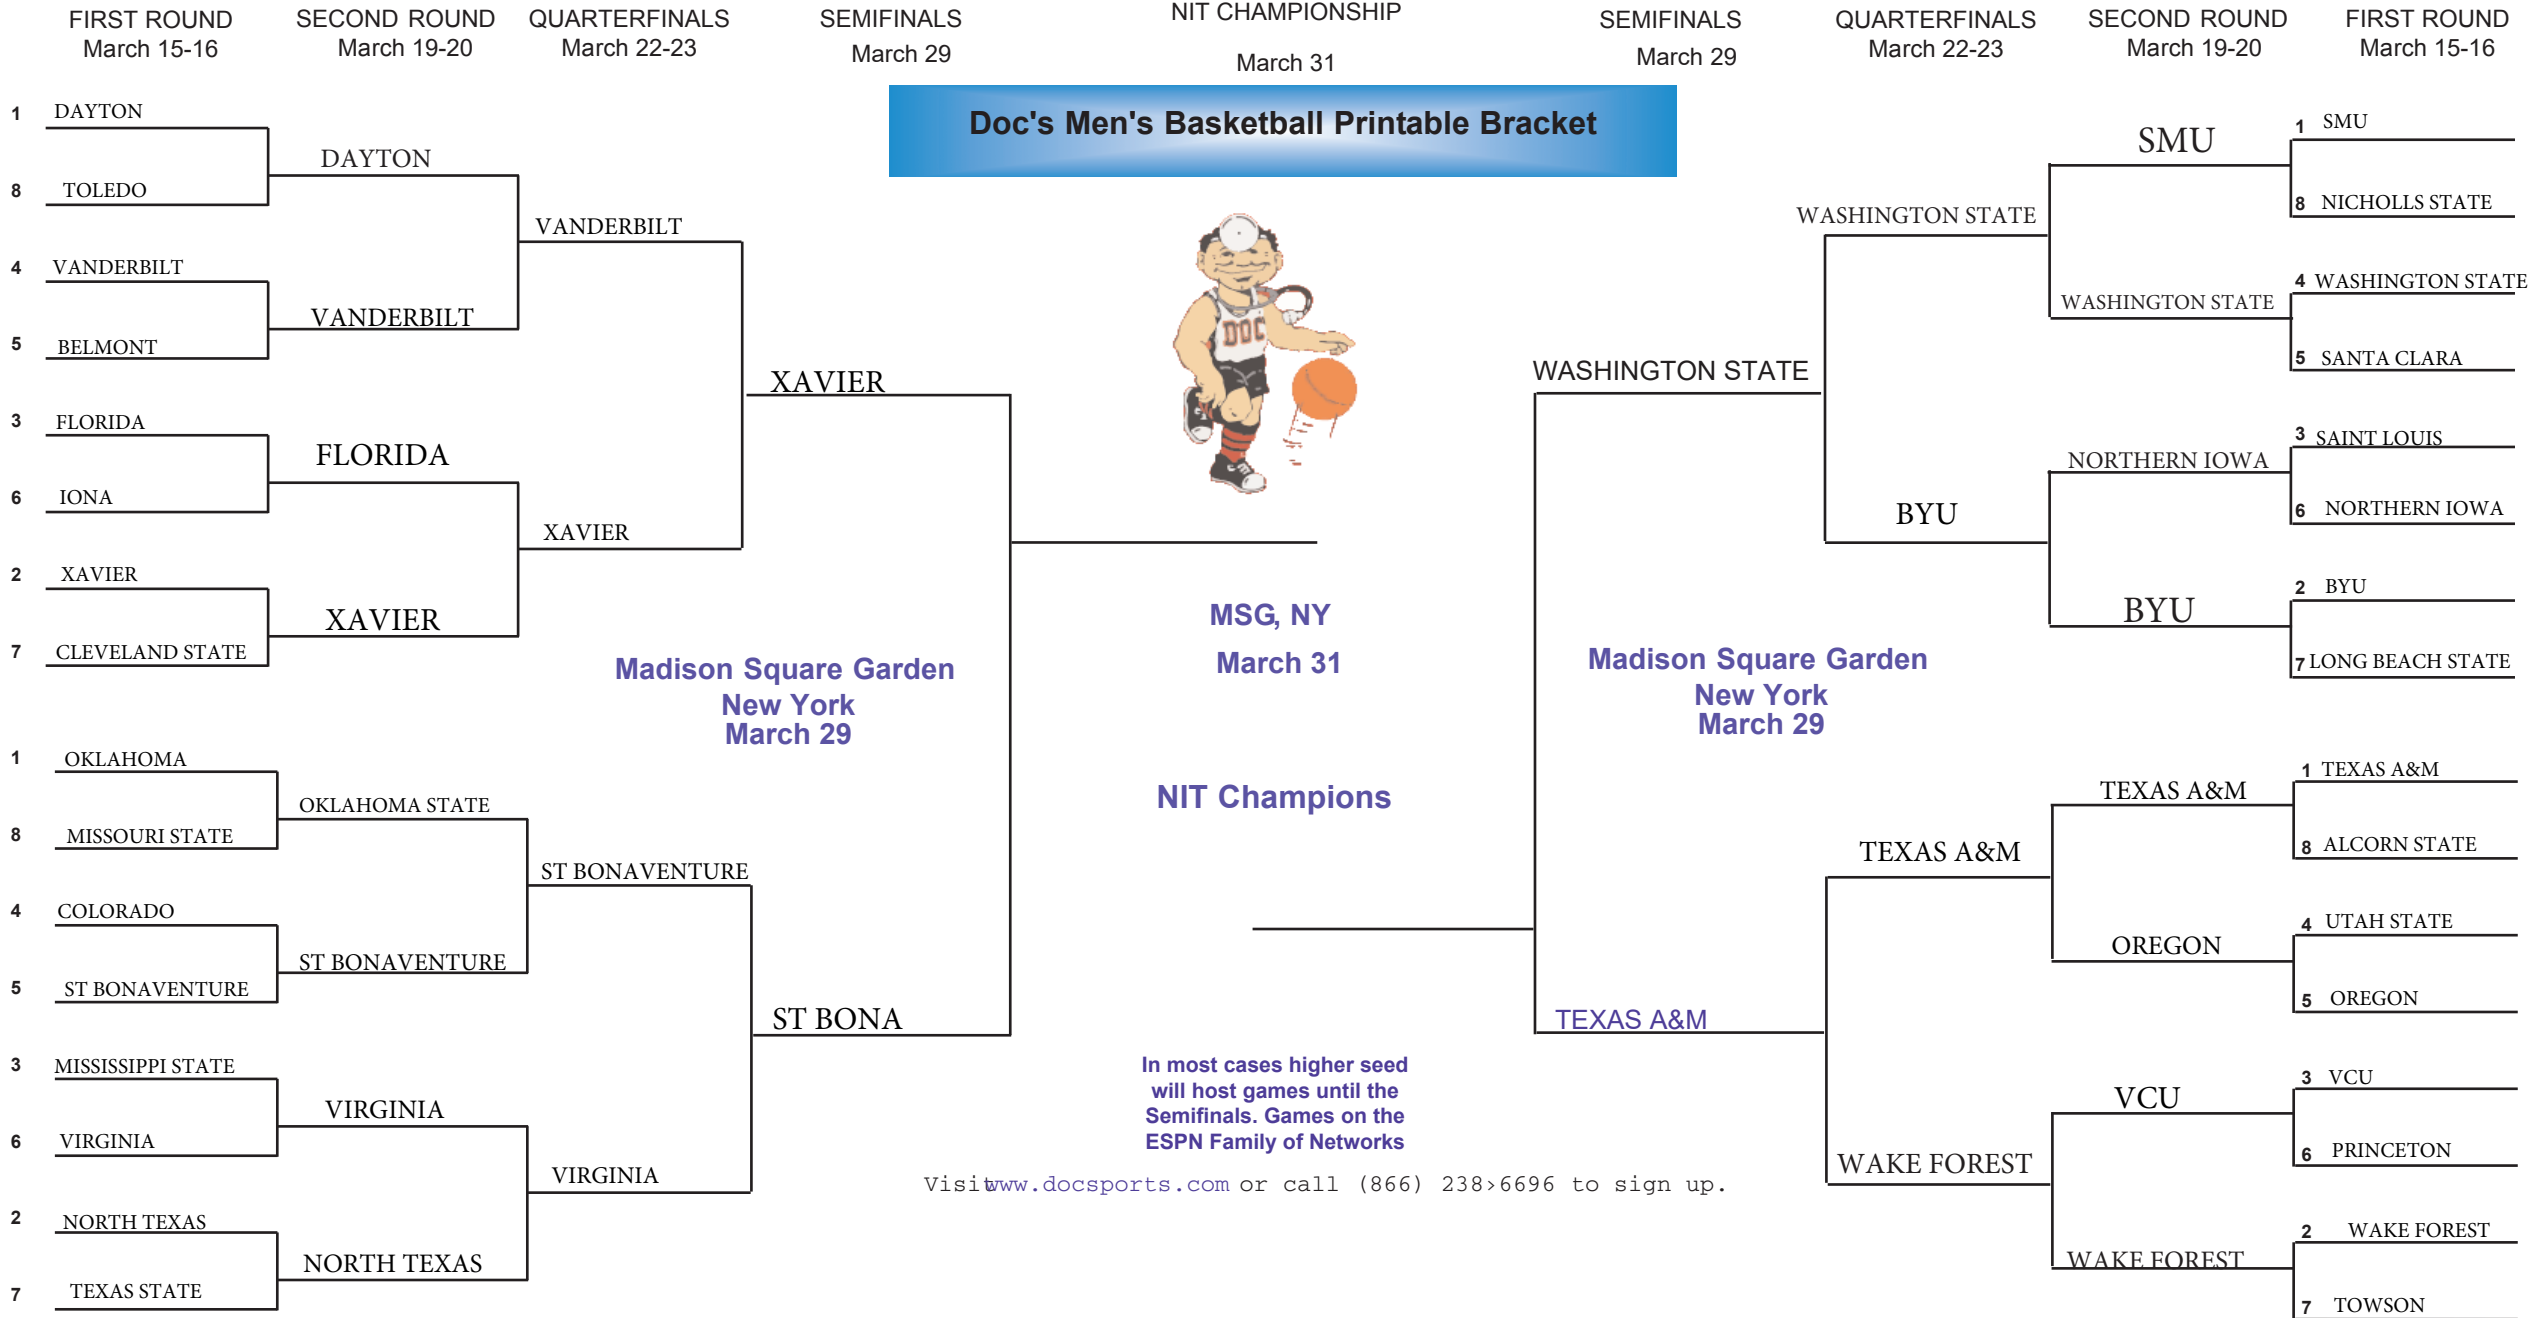 FIRST ROUND
March 15-16
SECOND ROUND
March 19-20
QUARTERFINALS
March 22-23
SEMIFINALS
March 29
NIT CHAMPIONSHIP
March 31
SEMIFINALS
March 29
QUARTERFINALS
March 22-23
SECOND ROUND
March 19-20
FIRST ROUND
March 15-16
Doc's Men's Basketball Printable Bracket
1 DAYTON
8 TOLEDO
4 VANDERBILT
5 BELMONT
3 FLORIDA
6 IONA
2 XAVIER
7 CLEVELAND STATE
1 OKLAHOMA
8 MISSOURI STATE
4 COLORADO
5 ST BONAVENTURE
3 MISSISSIPPI STATE
6 VIRGINIA
2 NORTH TEXAS
7 TEXAS STATE
DAYTON
VANDERBILT
FLORIDA
XAVIER
OKLAHOMA STATE
ST BONAVENTURE
VIRGINIA
NORTH TEXAS
VANDERBILT
XAVIER
ST BONAVENTURE
VIRGINIA
XAVIER
ST BONA
Madison Square Garden
New York
March 29
DOC
MSG, NY
March 31
NIT Champions
In most cases higher seed
will host games until the
Semifinals. Games on the
ESPN Family of Networks
Visit www.docsports.com or call (866) 238›6696 to sign up.
WASHINGTON STATE
TEXAS A&M
Madison Square Garden
New York
March 29
WASHINGTON STATE
BYU
TEXAS A&M
WAKE FOREST
SMU
WASHINGTON STATE
NORTHERN IOWA
BYU
TEXAS A&M
OREGON
VCU
WAKE FOREST
1 SMU
8 NICHOLLS STATE
4 WASHINGTON STATE
5 SANTA CLARA
3 SAINT LOUIS
6 NORTHERN IOWA
2 BYU
7 LONG BEACH STATE
1 TEXAS A&M
8 ALCORN STATE
4 UTAH STATE
5 OREGON
3 VCU
6 PRINCETON
2 WAKE FOREST
7 TOWSON